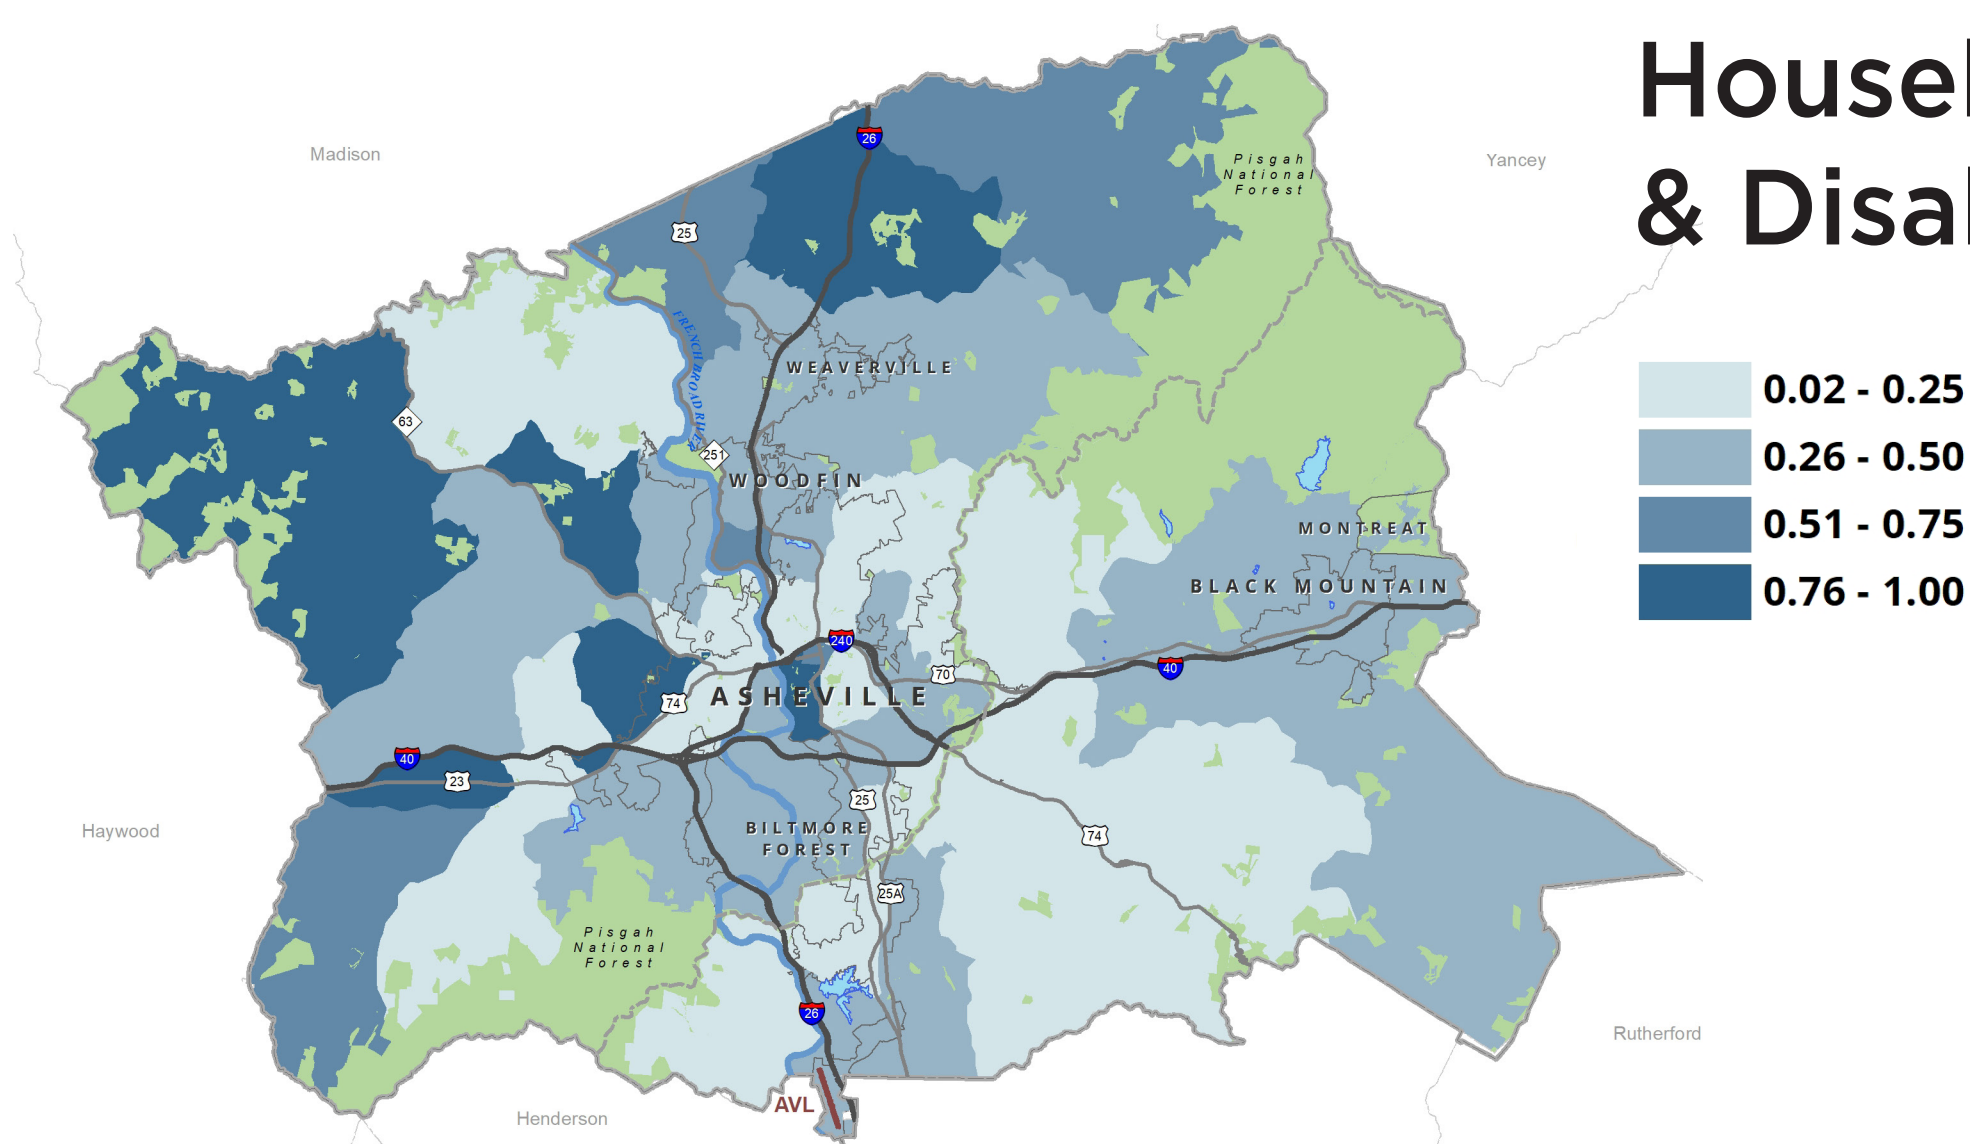 Househ
& Disal
0.02 - 0.25
0.26 - 0.50
0.51 - 0.75
0.76 - 1.00
Madison
Yancey
Haywood
Henderson
Rutherford
26
Pisgah
National
Forest
25
FRENCH BROAD RIVER
WEAVERVILLE
63
251
WOODFIN
MONTREAT
BLACK MOUNTAIN
240
40
70
74
ASHEVILLE
40
23
25
BILTMORE
FOREST
74
25A
Pisgah
National
Forest
26
AVL